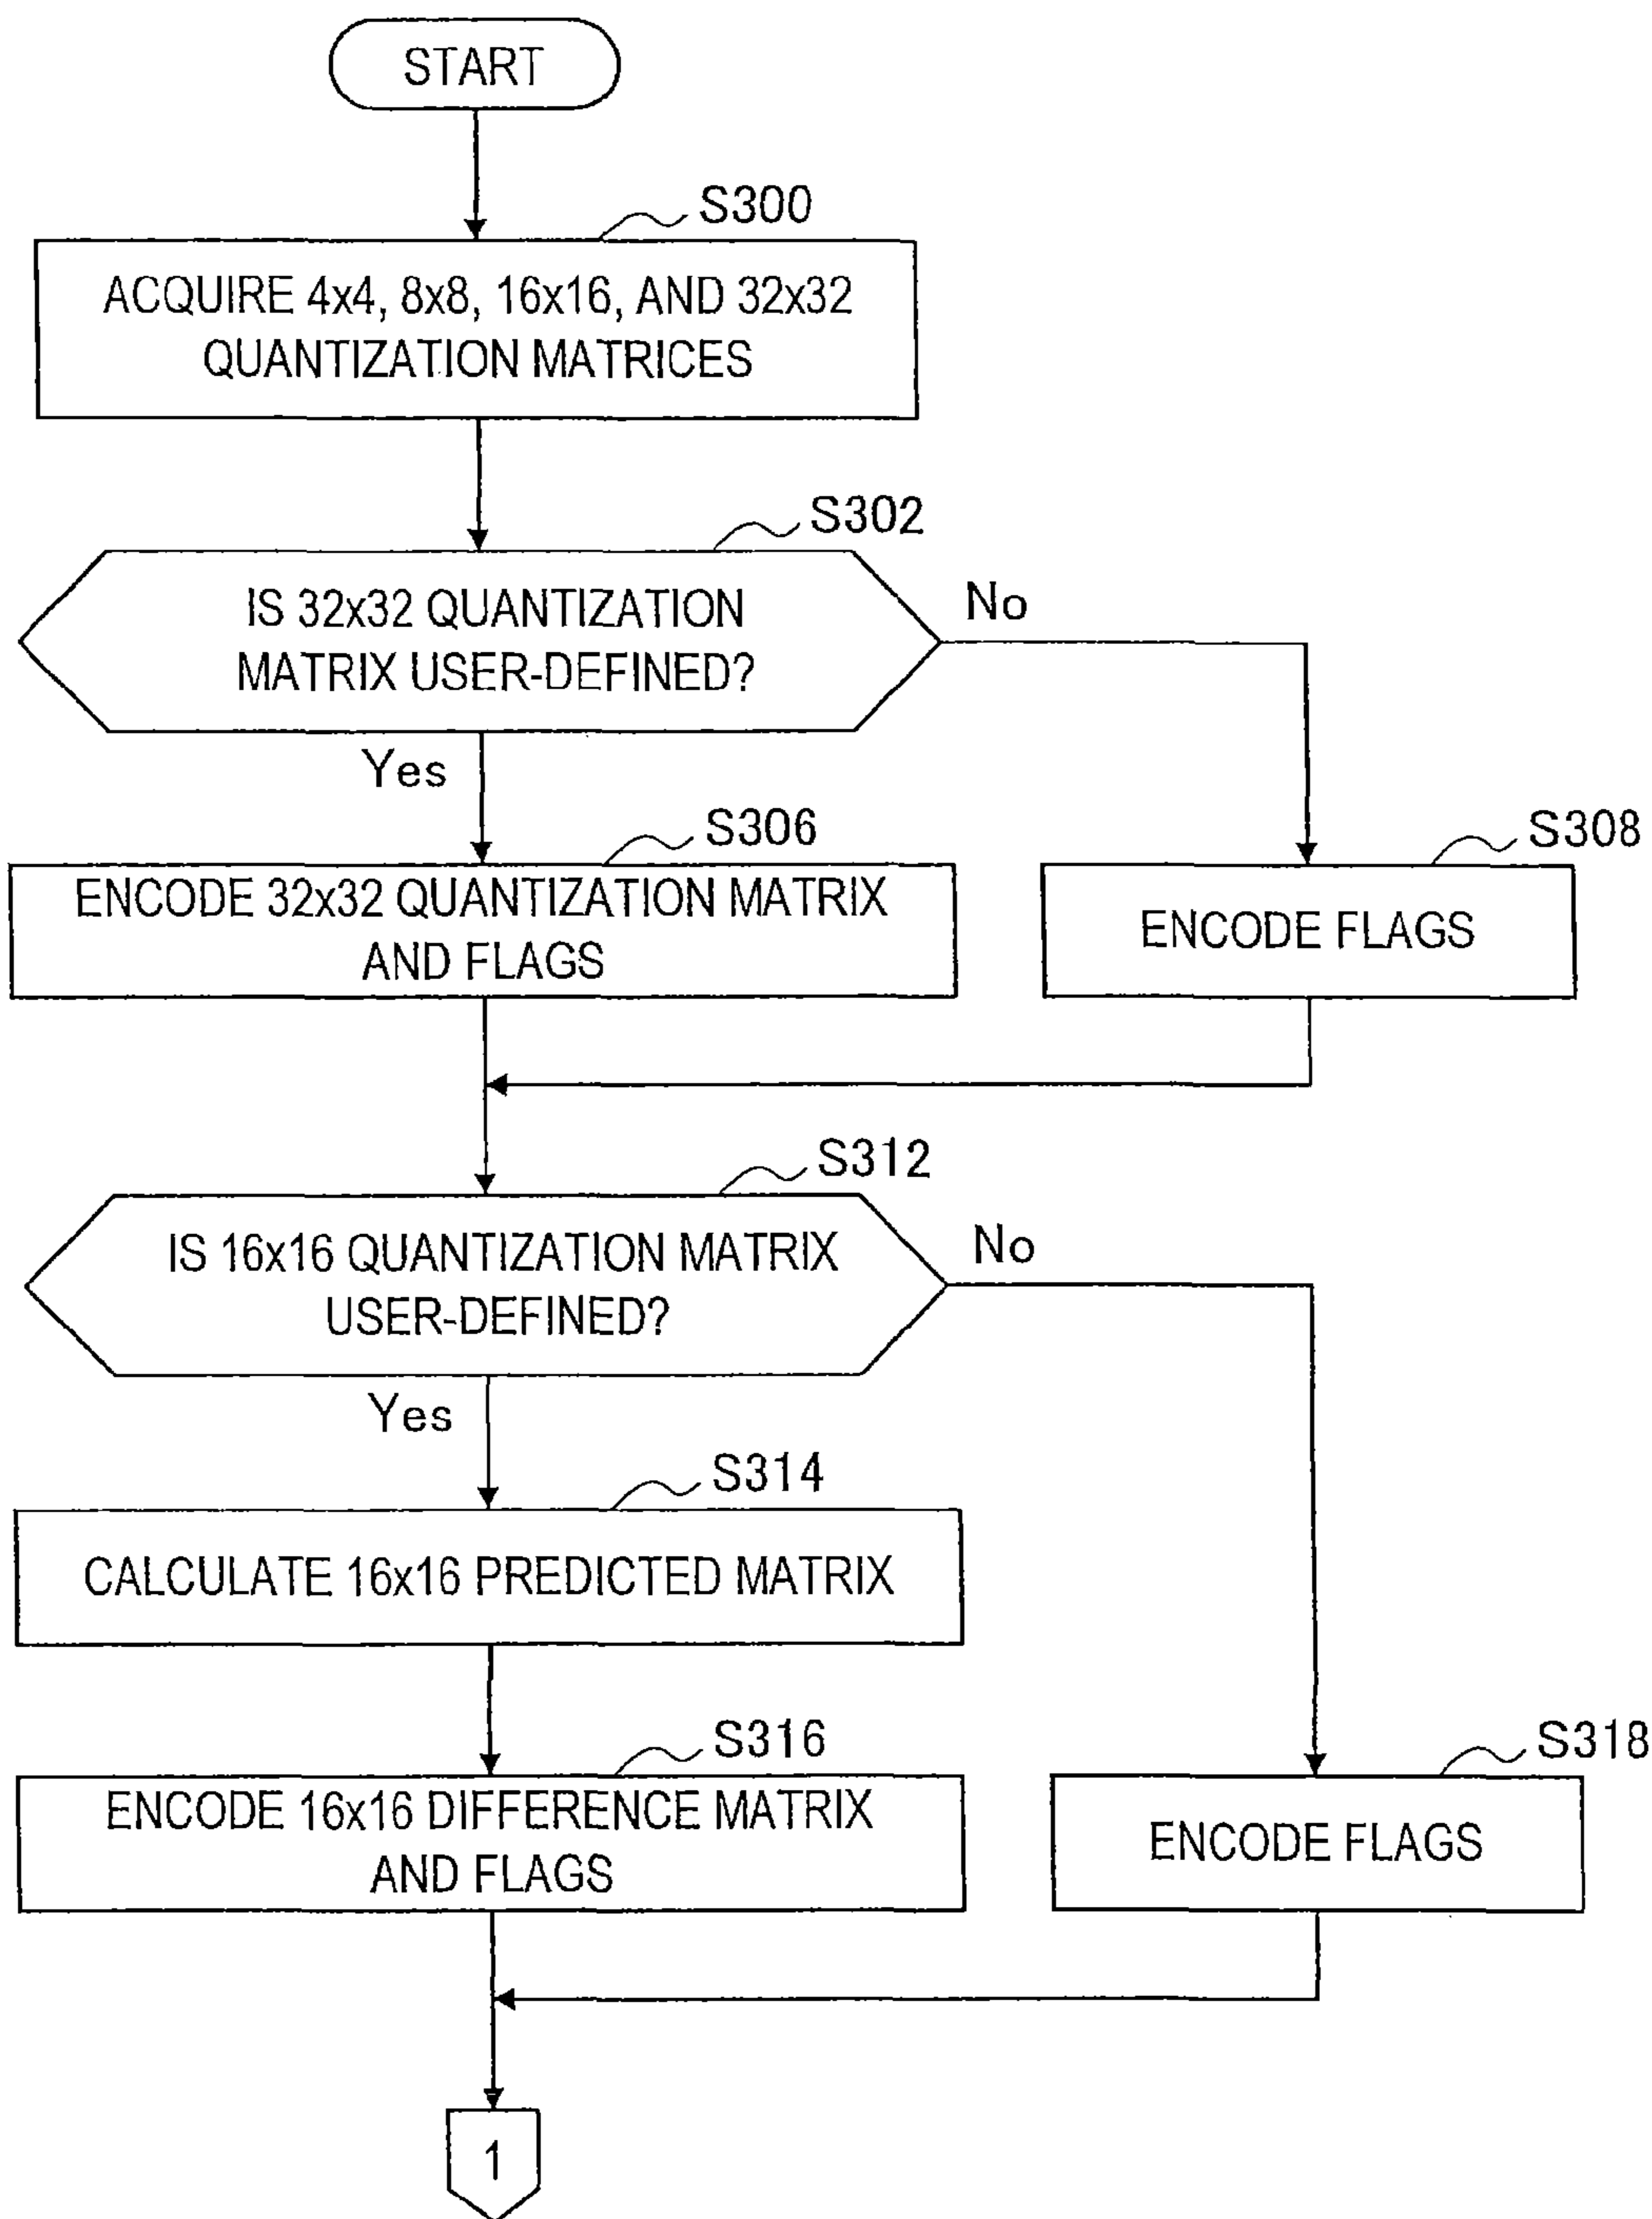 START
S300
ACQUIRE 4x4, 8x8, 16x16, AND 32x32
QUANTIZATION MATRICES
S302
IS 32x32 QUANTIZATION
MATRIX USER-DEFINED?
No
Yes
S306
S308
ENCODE 32x32 QUANTIZATION MATRIX
AND FLAGS
ENCODE FLAGS
S312
IS 16x16 QUANTIZATION MATRIX
USER-DEFINED?
No
Yes
S314
CALCULATE 16x16 PREDICTED MATRIX
S316
S318
ENCODE 16x16 DIFFERENCE MATRIX
AND FLAGS
ENCODE FLAGS
1